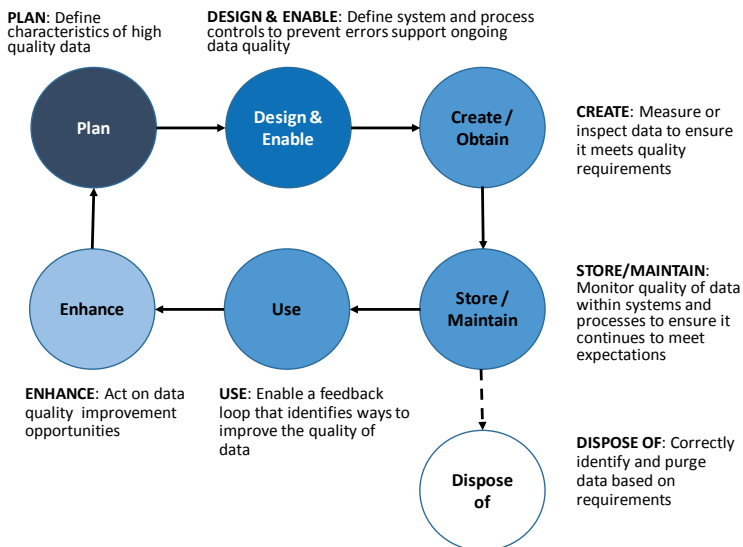 PLAN: Define
characteristics of high
quality data
DESIGN & ENABLE: Define system and process
controls to prevent errors support ongoing
data quality
Plan
Design &
Enable
Create /
Obtain
CREATE: Measure or
inspect data to ensure
it meets quality
requirements
Enhance
Use
Store /
Maintain
STORE/MAINTAIN:
Monitor quality of data
within systems and
processes to ensure it
continues to meet
expectations
ENHANCE: Act on data
quality improvement
opportunities
USE: Enable a feedback
loop that identifies ways to
improve the quality of
data
Dispose
of
DISPOSE OF: Correctly
identify and purge
data based on
requirements